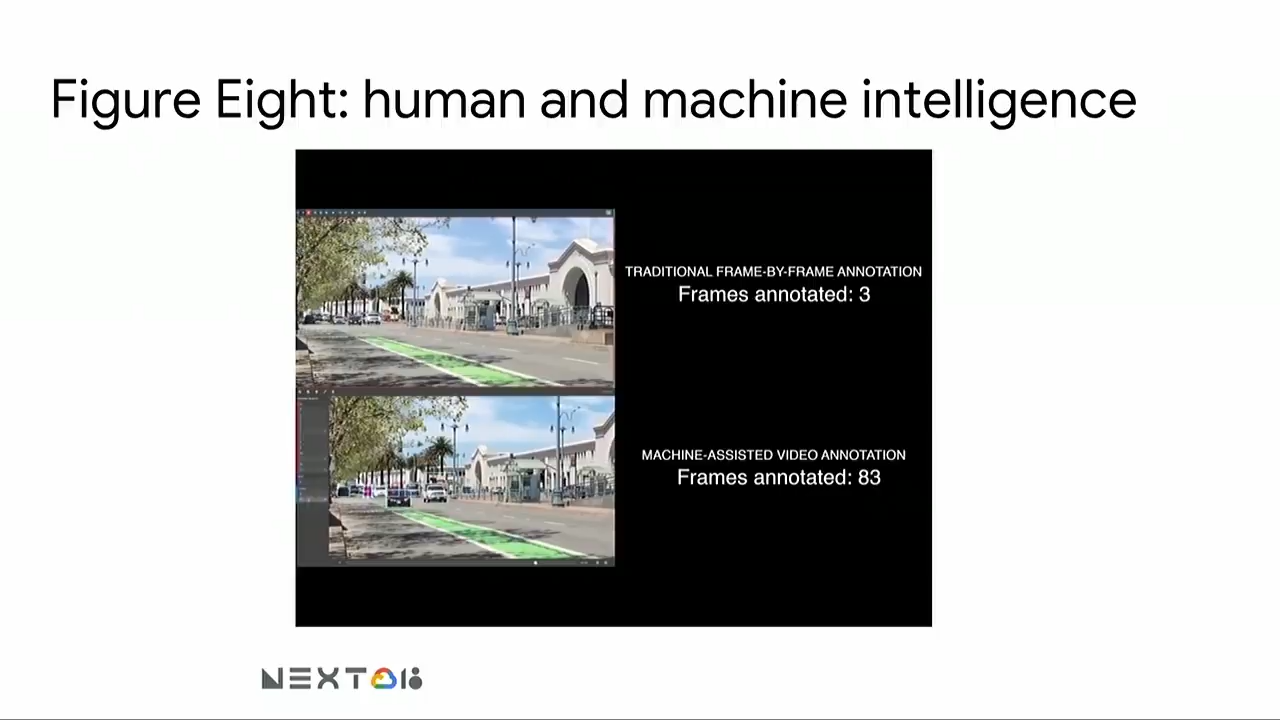 Figure Eight: human and machine intelligence
TRADITIONAL FRAME-BY-FRAME ANNOTATION
Frames annotated: 3
MACHINE-ASSISTED VIDEO ANNOTATION
Frames annotated: 83
NEXT 18